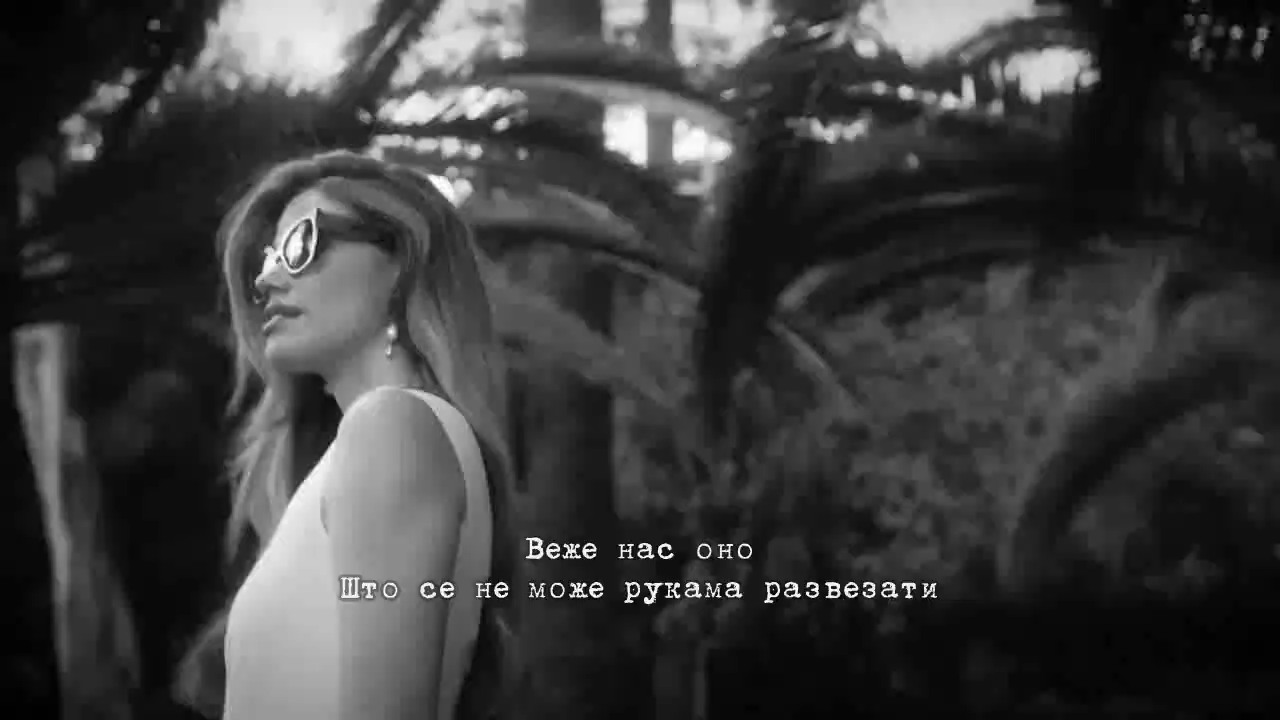 Веже нас оно
Што се не може рукама развезати